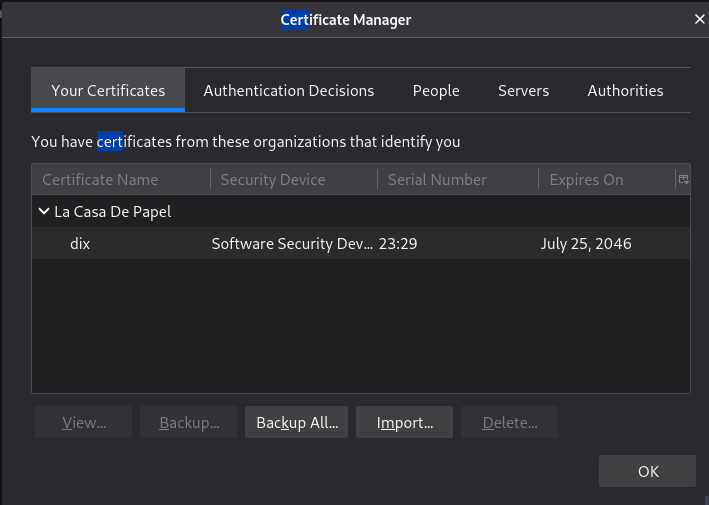 Certificate Manager
Your Certificates Authentication Decisions People Servers Authorities
You have certificates from these organizations that identify you
Certificate Name Security Device Serial Number Expires On
La Casa De Papel
dix Software Security Dev... 23:29 July 25, 2046
View... Backup... Backup All... Import... Delete...
OK